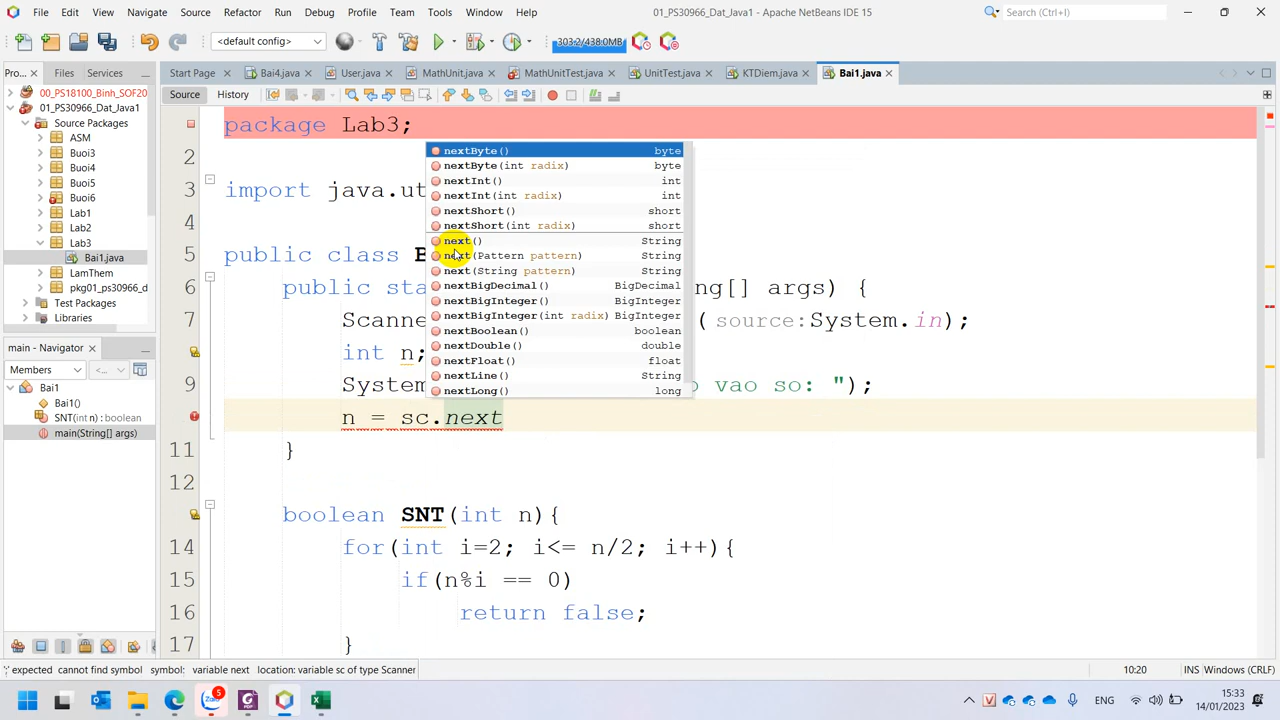 File Edit View Navigate Source Refactor Run Debug Profile Team Tools Window Help
01_PS30966_Dat_Java1 - Apache NetBeans IDE 15
Search (Ctrl+I)
<default config>
303.2/438.0MB
Pro... Files Services
Start Page Bai4.java User.java MathUnit.java MathUnitTest.java UnitTest.java KTDiem.java Bai1.java
Source History
00_PS18100_Binh_SOF20
01_PS30966_Dat_Java1
Source Packages
ASM
Buoi3
Buoi4
Buoi5
Buoi6
Lab1
Lab2
Lab3
Bai1.java
LamThem
pkg01_ps30966_d
Test Packages
Libraries
main - Navigator
Members <...>
Bai1
Bai1()
SNT(int n) : boolean
main(String[] args)
package Lab3;
2
3 import java.ut
4
5 public class B
6 public sta ng[] args) {
7 Scanne ( source:System.in);
int n;
9 System o vao so: ");
n = sc.next
11 }
12
boolean SNT(int n){
14 for(int i=2; i<= n/2; i++){
15 if(n%i == 0)
16 return false;
17 }
nextByte() byte
nextByte(int radix) byte
nextInt() int
nextInt(int radix) int
nextShort() short
nextShort(int radix) short
next() String
next(Pattern pattern) String
next(String pattern) String
nextBigDecimal() BigDecimal
nextBigInteger() BigInteger
nextBigInteger(int radix) BigInteger
nextBoolean() boolean
nextDouble() double
nextFloat() float
nextLine() String
nextLong() long
';' expected cannot find symbol symbol: variable next location: variable sc of type Scanner
10:20 INS Windows (CRLF)
5
Zalo
ENG
15:33
14/01/2023